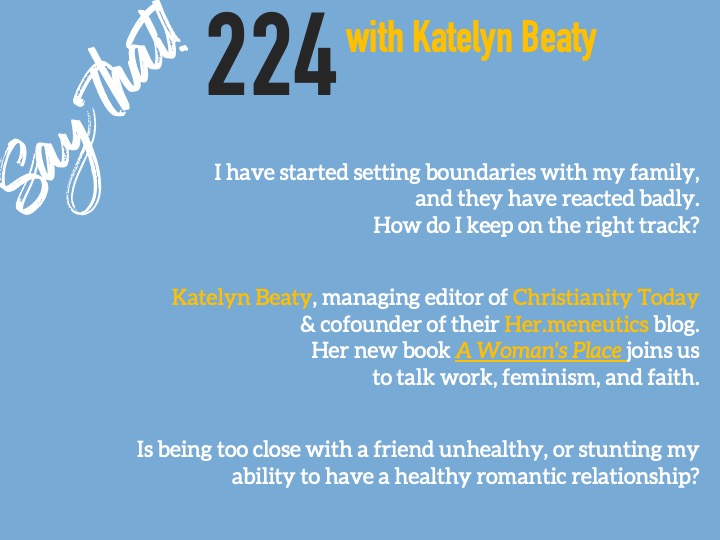 Say that!
224
with Katelyn Beaty
I have started setting boundaries with my family,
and they have reacted badly.
How do I keep on the right track?
Katelyn Beaty, managing editor of Christianity Today
& cofounder of their Her.meneutics blog.
Her new book A Woman's Place joins us
to talk work, feminism, and faith.
Is being too close with a friend unhealthy, or stunting my
ability to have a healthy romantic relationship?